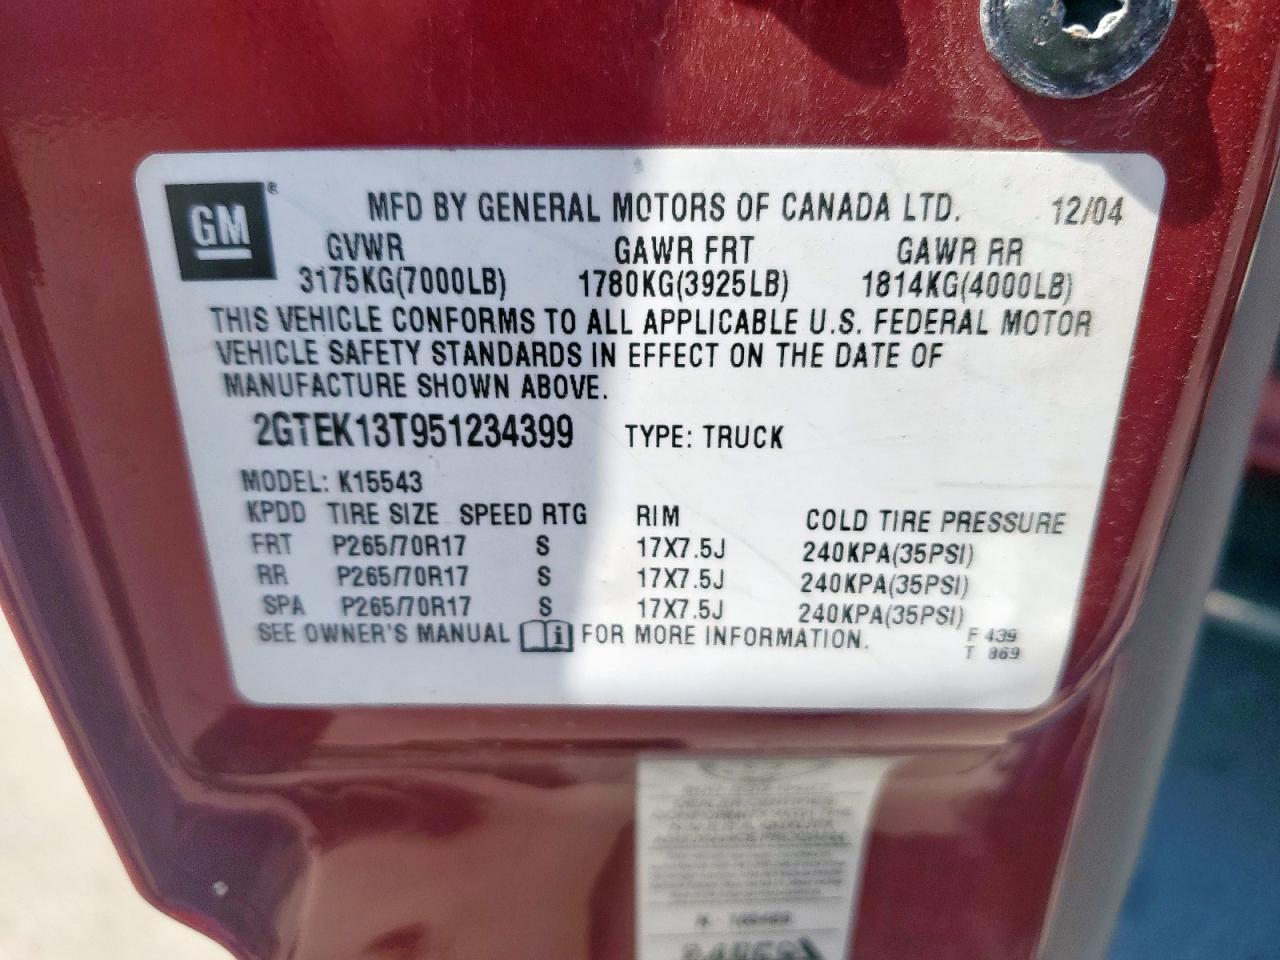 GM ®
MFD BY GENERAL MOTORS OF CANADA LTD. 12/04
GVWR GAWR FRT GAWR RR
3175KG(7000LB) 1780KG(3925LB) 1814KG(4000LB)
THIS VEHICLE CONFORMS TO ALL APPLICABLE U.S. FEDERAL MOTOR
VEHICLE SAFETY STANDARDS IN EFFECT ON THE DATE OF
MANUFACTURE SHOWN ABOVE.
2GTEK13T951234399 TYPE: TRUCK
MODEL: K15543
KPDD TIRE SIZE SPEED RTG RIM COLD TIRE PRESSURE
FRT P265/70R17 S 17X7.5J 240KPA(35PSI)
RR P265/70R17 S 17X7.5J 240KPA(35PSI)
SPA P265/70R17 S 17X7.5J 240KPA(35PSI)
SEE OWNER'S MANUAL i FOR MORE INFORMATION.
F 439
T 869